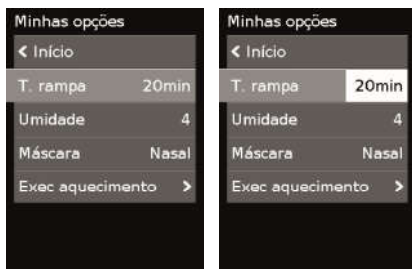 Minhas opções
< Início
T. rampa 20min
Umidade 4
Máscara Nasal
Exec aquecimento >
Minhas opções
< Início
T. rampa 20min
Umidade 4
Máscara Nasal
Exec aquecimento >